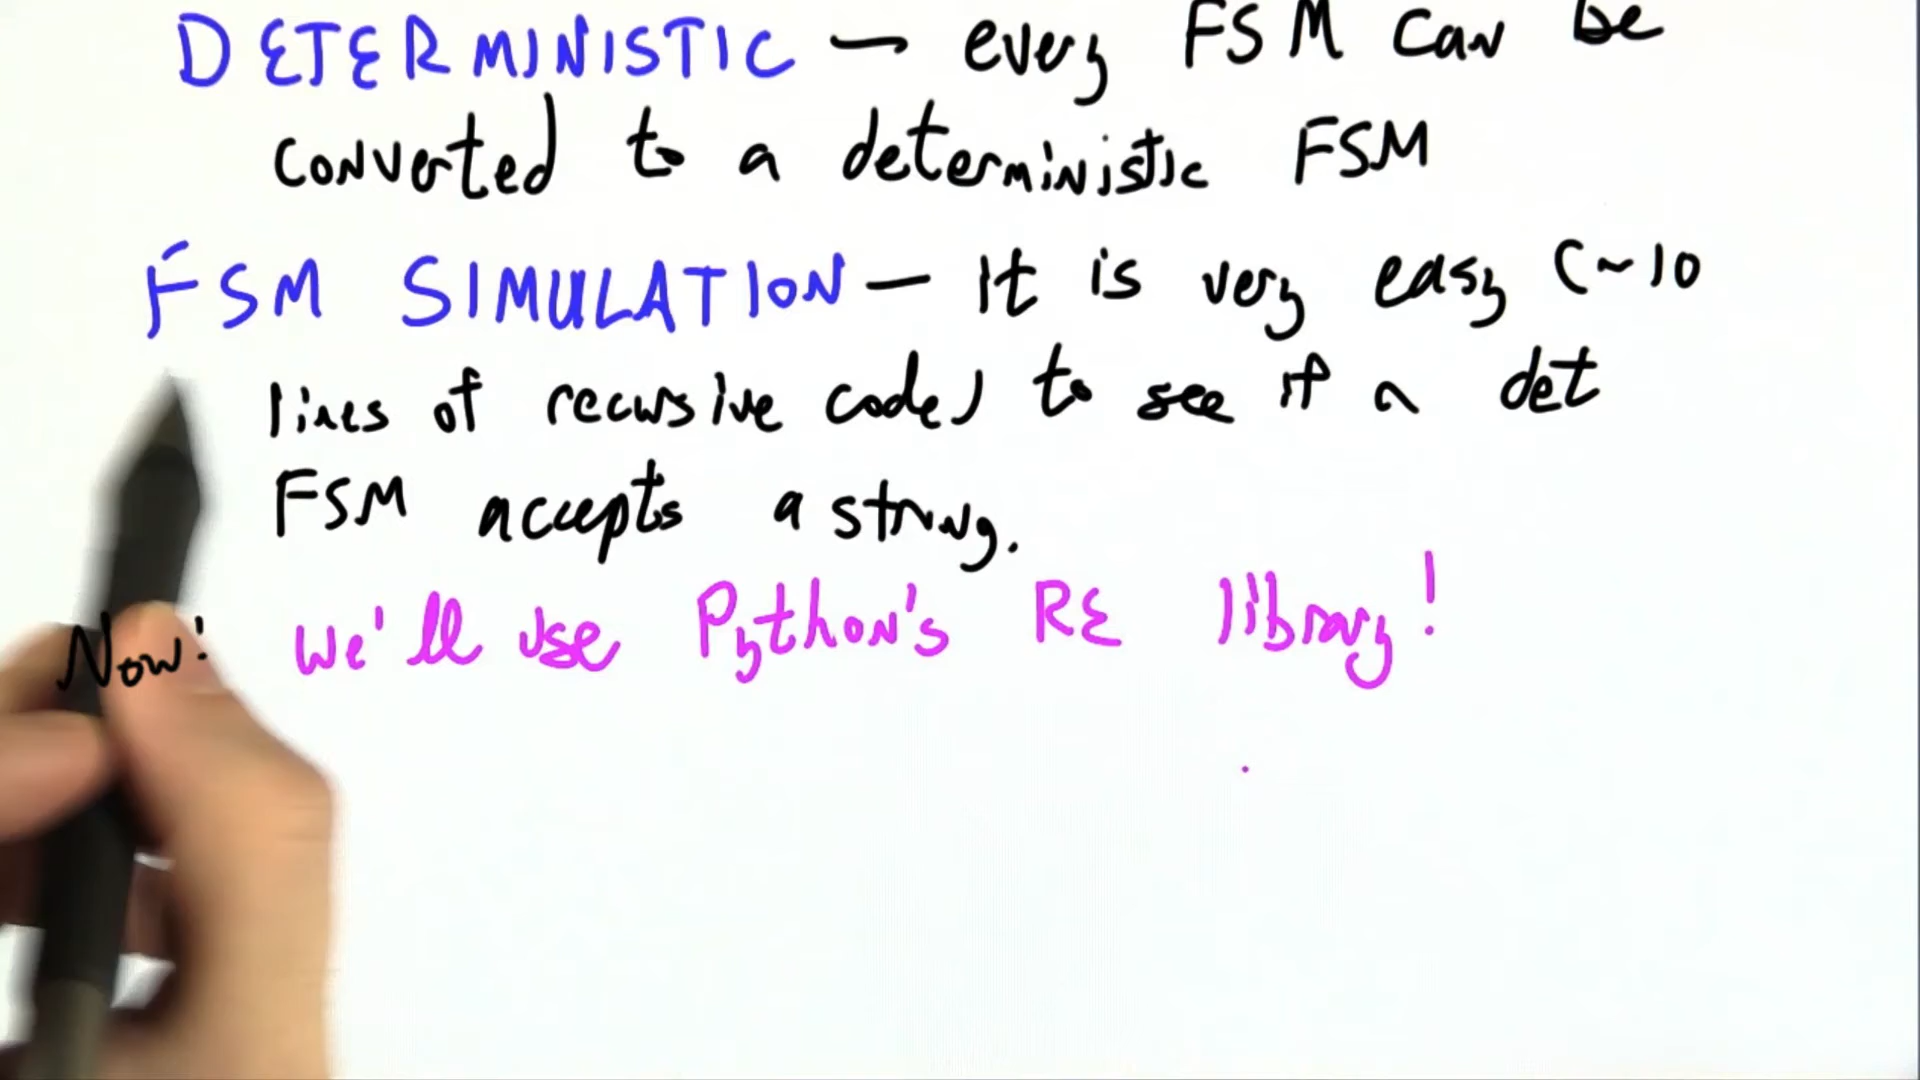 DETERMINISTIC — every FSM can be
converted to a deterministic FSM
FSM SIMULATION — It is very easy (~10
lines of recursive code) to see if a det
FSM accepts a string.
Now: We'll use Python's RE library!